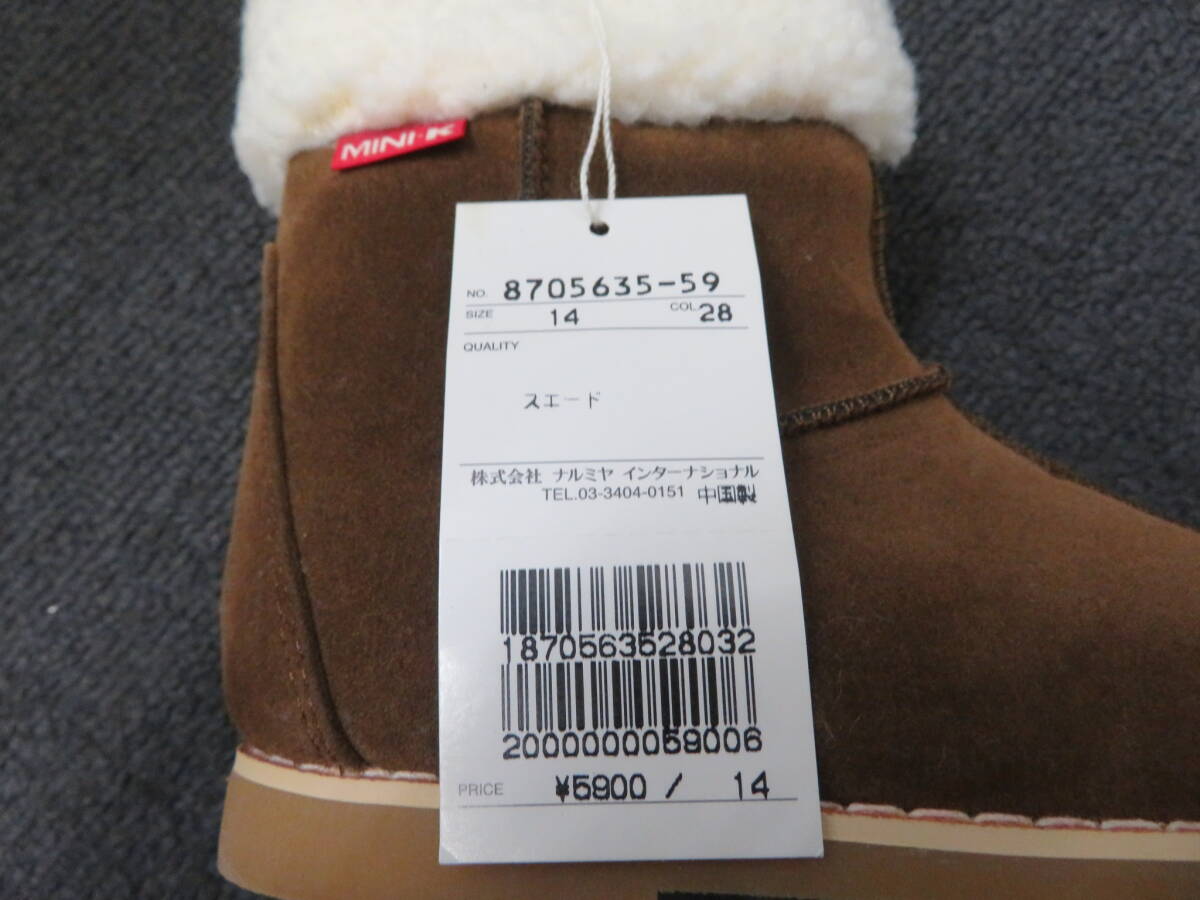 MINI-K
NO. 8705635-59
SIZE 14 COL. 28
QUALITY
スエード
株式会社 ナルミヤ インターナショナル
TEL.03-3404-0151 中国製
1870563528032
2000000059006
PRICE ¥5900 / 14